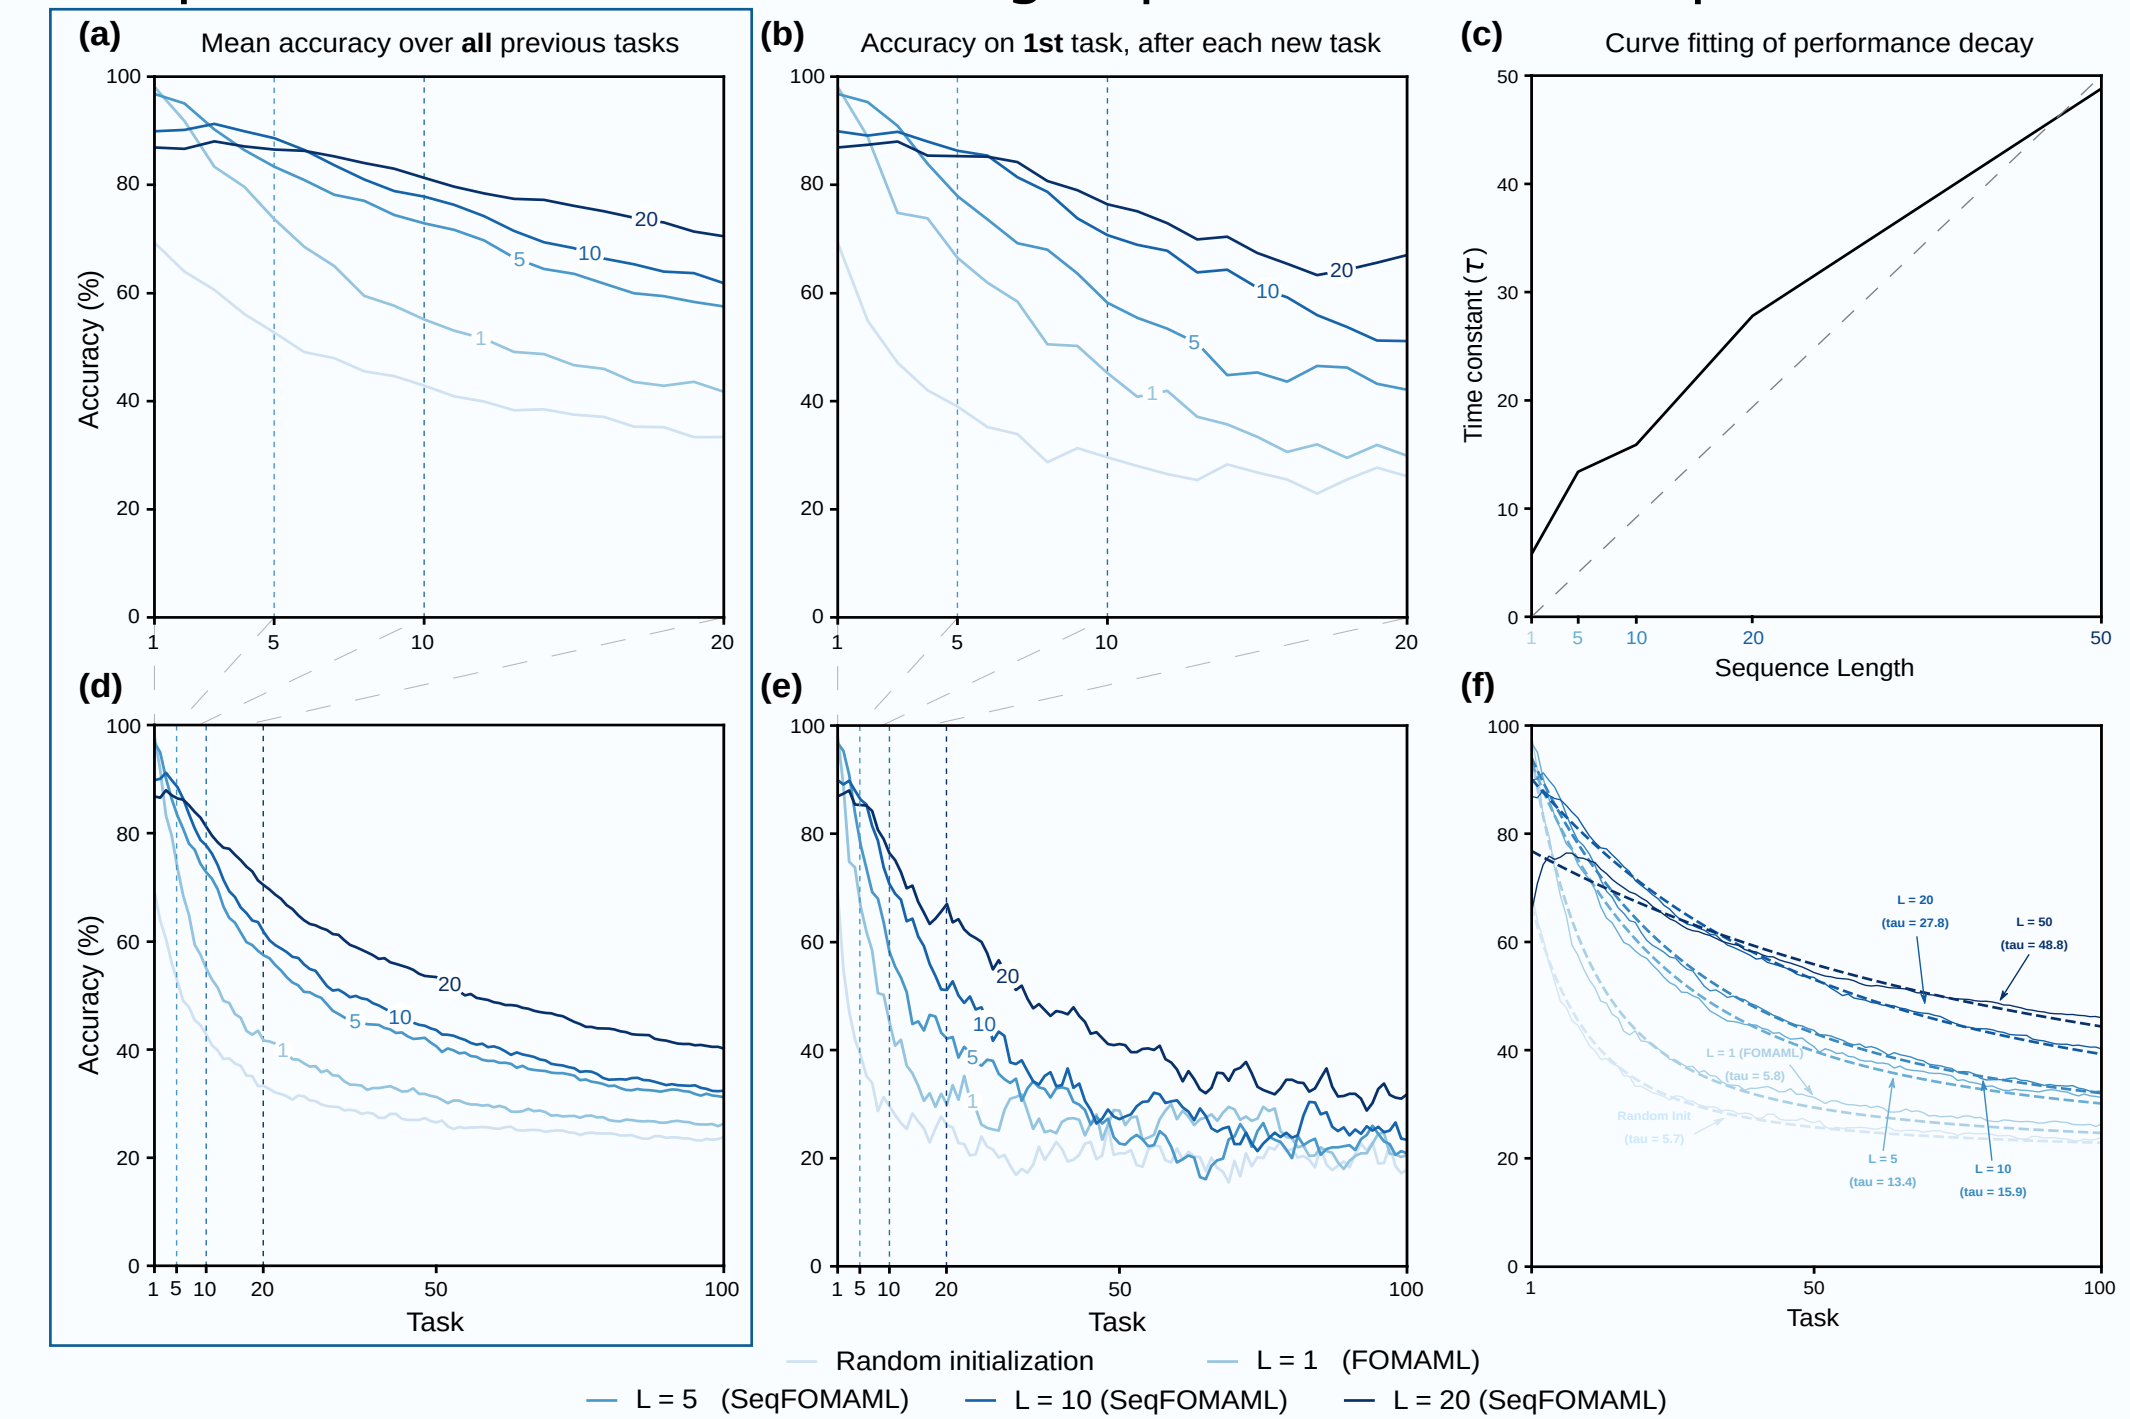 (a)
Mean accuracy over all previous tasks
Accuracy (%)
100
80
60
40
20
0
1
5
10
20
20
10
5
1
(b)
Accuracy on 1st task, after each new task
100
80
60
40
20
0
1
5
10
20
20
10
5
1
(c)
Curve fitting of performance decay
Time constant (τ)
50
40
30
20
10
0
1
5
10
20
50
Sequence Length
(d)
Accuracy (%)
100
80
60
40
20
0
1
5
10
20
50
100
20
10
5
1
Task
(e)
100
80
60
40
20
0
1
5
10
20
50
100
20
10
5
1
Task
(f)
100
80
60
40
20
0
1
50
100
L = 20
(tau = 27.8)
L = 50
(tau = 48.8)
L = 1 (FOMAML)
(tau = 5.8)
Random Init
(tau = 5.7)
L = 5
(tau = 13.4)
L = 10
(tau = 15.9)
Task
Random initialization
L = 1 (FOMAML)
L = 5 (SeqFOMAML)
L = 10 (SeqFOMAML)
L = 20 (SeqFOMAML)